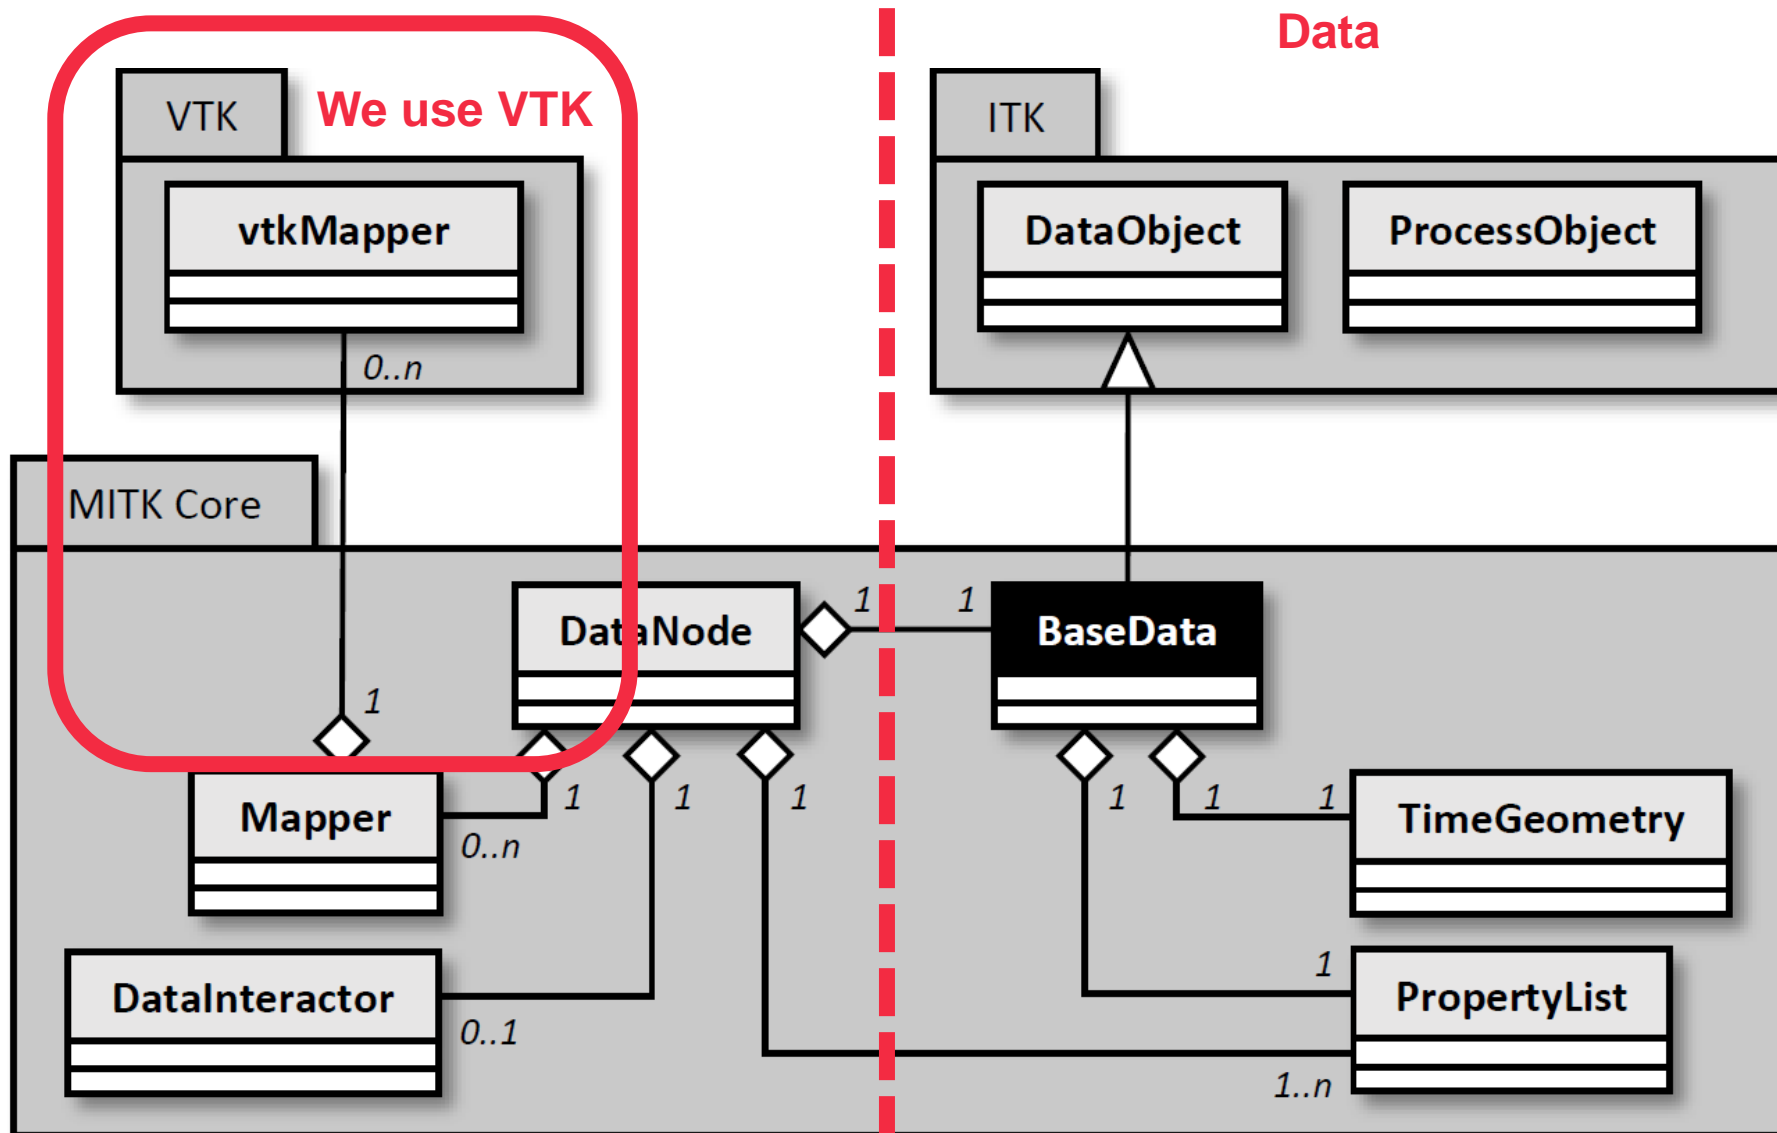 Data
VTK
We use VTK
ITK
vtkMapper
DataObject
ProcessObject
0..n
MITK Core
1
1
DataNode
BaseData
1
1
1
1
1
1
1
Mapper
0..n
TimeGeometry
1
DataInteractor
PropertyList
0..1
1..n